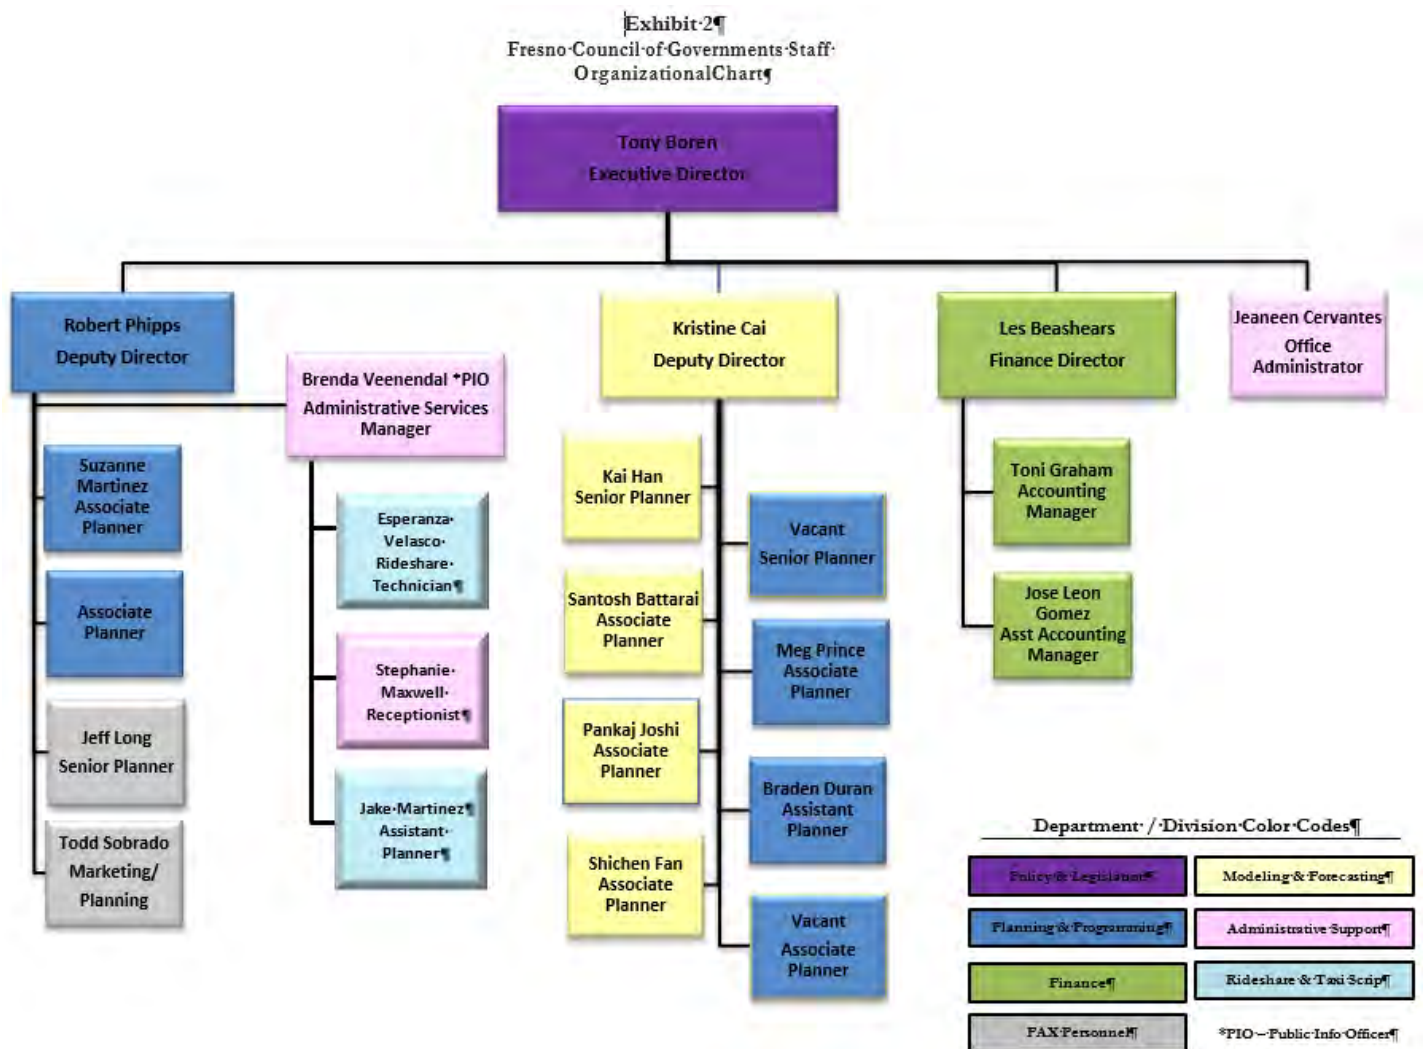 Exhibit·2¶
Fresno·Council·of·Governments·Staff·
OrganizationalChart¶
Tony Boren
Executive Director
Robert Phipps
Deputy Director
Brenda Veenendal *PIO
Administrative Services
Manager
Kristine Cai
Deputy Director
Les Beashears
Finance Director
Jeaneen Cervantes
Office
Administrator
Suzanne
Martinez
Associate
Planner
Associate
Planner
Jeff Long
Senior Planner
Todd Sobrado
Marketing/
Planning
Esperanza·
Velasco·
Rideshare·
Technician¶
Stephanie·
Maxwell·
Receptionist¶
Jake·Martinez¶
Assistant·
Planner¶
Kai Han
Senior Planner
Santosh Battarai
Associate
Planner
Pankaj Joshi
Associate
Planner
Shichen Fan
Associate
Planner
Vacant
Senior Planner
Meg Prince
Associate
Planner
Braden Duran
Assistant
Planner
Vacant
Associate
Planner
Toni Graham
Accounting
Manager
Jose Leon
Gomez
Asst Accounting
Manager
Department·/·Division·Color·Codes¶
Policy·&·Legislation¶
Modeling·&·Forecasting¶
Planning·&·Programming¶
Administrative·Support¶
Finance¶
Rideshare·&·Taxi·Scrip¶
FAX·Personnel¶
*PIO·–·Public·Info·Officer¶